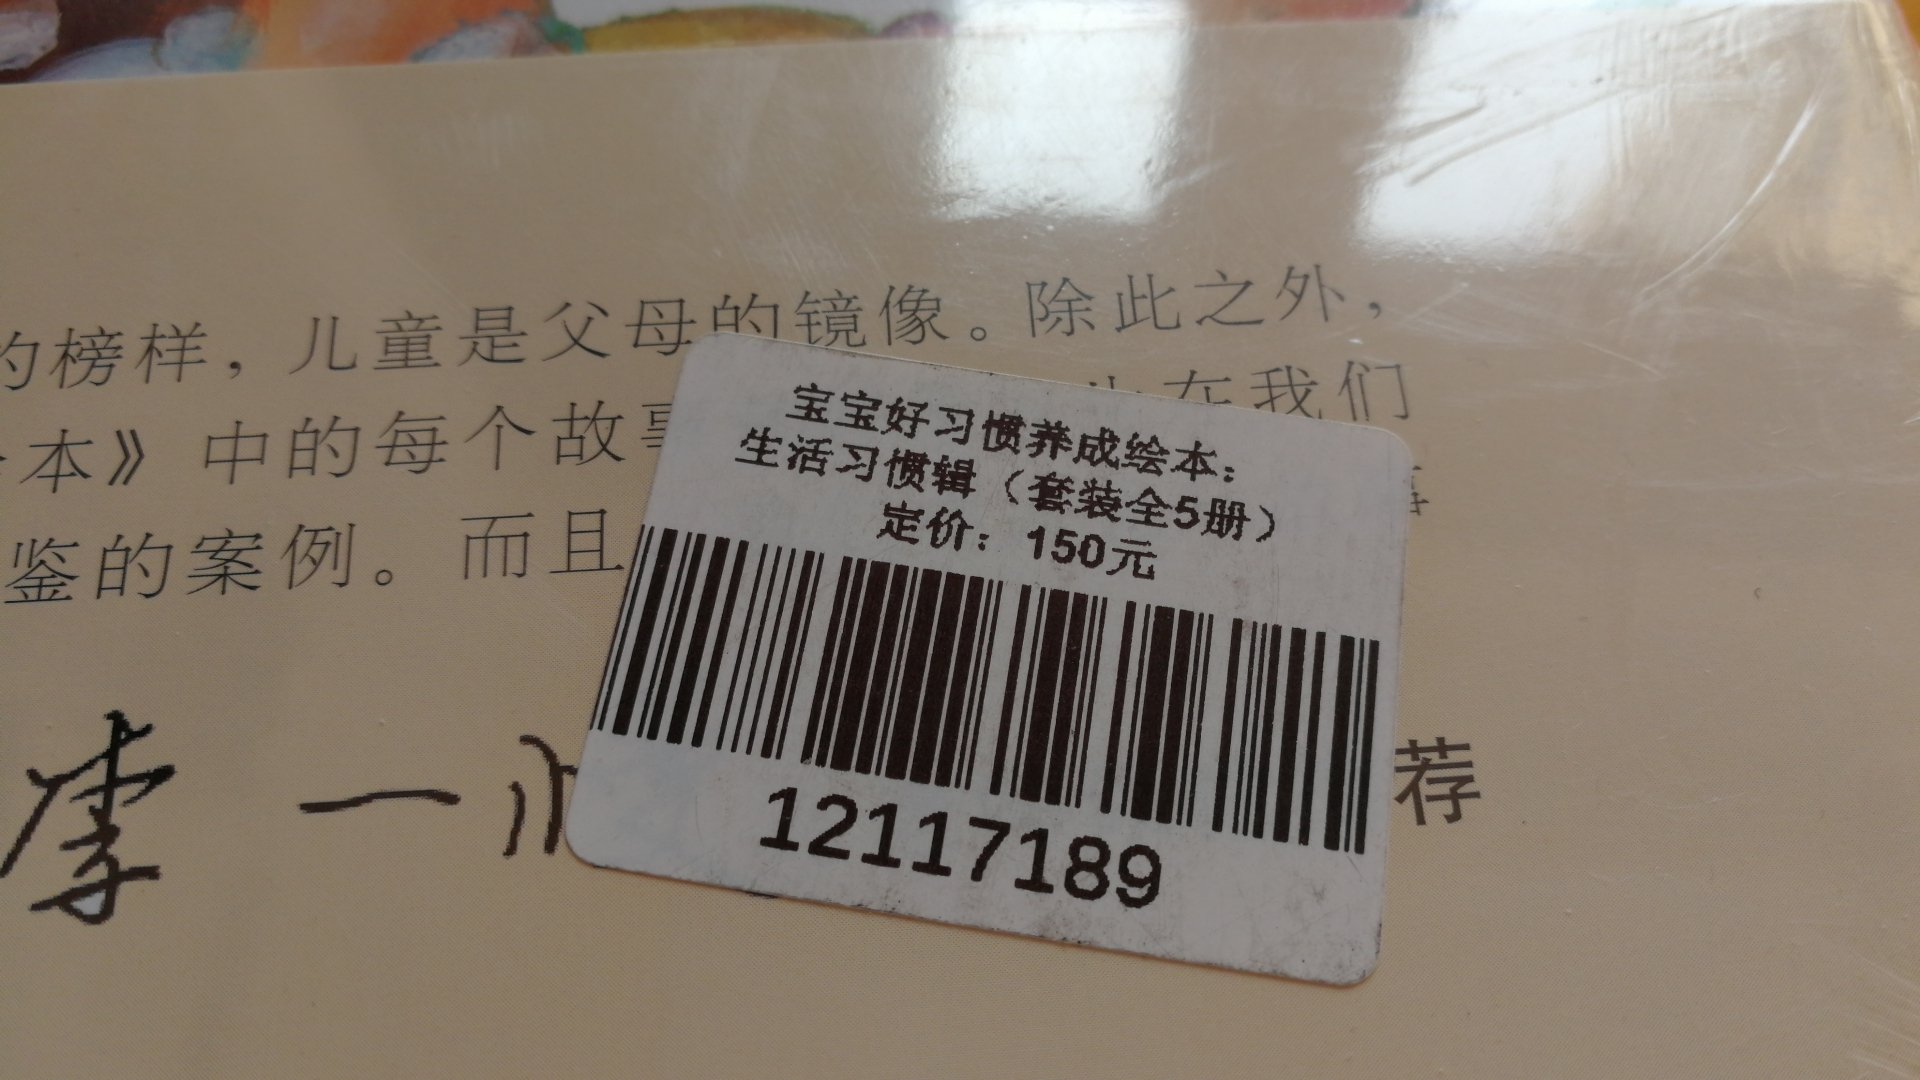 的榜样，儿童是父母的镜像。除此之外，
本》中的每个故事 在我们
鉴的案例。而且
李一
荐
宝宝好习惯养成绘本：
生活习惯辑（套装全5册）
定价：150元
12117189